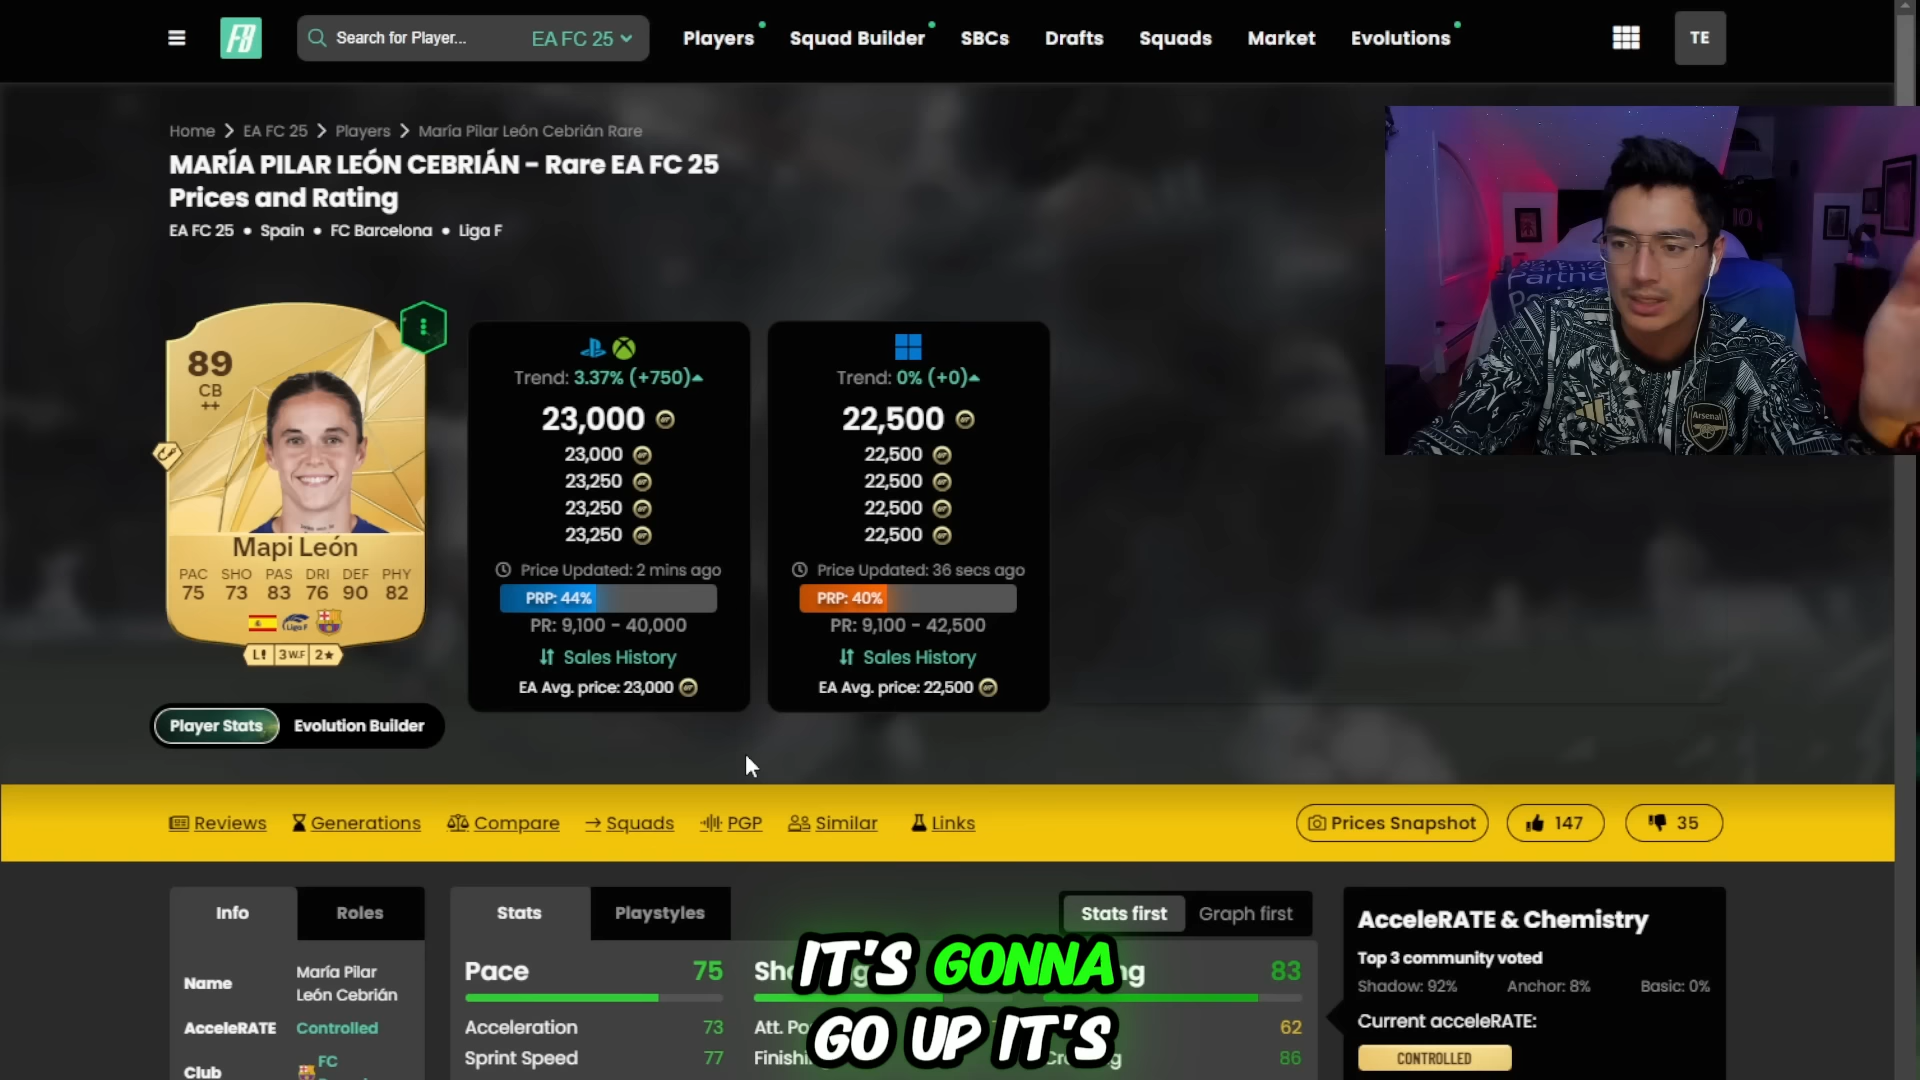 FB
Search for Player...
EA FC 25
Players
Squad Builder
SBCs
Drafts
Squads
Market
Evolutions
TE
Home > EA FC 25 > Players > María Pilar León Cebrián Rare
MARÍA PILAR LEÓN CEBRIÁN - Rare EA FC 25
Prices and Rating
EA FC 25 • Spain • FC Barcelona • Liga F
89
CB
++
Mapi León
PAC SHO PAS DRI DEF PHY
75 73 83 76 90 82
3 W.F
2★
Trend: 3.37% (+750)
23,000
23,000
23,250
23,250
23,250
Price Updated: 2 mins ago
PRP: 44%
PR: 9,100 - 40,000
Sales History
EA Avg. price: 23,000
Trend: 0% (+0)
22,500
22,500
22,500
22,500
22,500
Price Updated: 36 secs ago
PRP: 40%
PR: 9,100 - 42,500
Sales History
EA Avg. price: 22,500
Partner
Arsenal
10
Player Stats
Evolution Builder
Reviews
Generations
Compare
Squads
PGP
Similar
Links
Prices Snapshot
147
35
Info
Roles
Name
María Pilar
León Cebrián
AcceleRATE
Controlled
Club
FC
Stats
Playstyles
Stats first
Graph first
Pace 75
Acceleration 73
Sprint Speed 77
83
62
86
IT'S GONNA
GO UP IT'S
AcceleRATE & Chemistry
Top 3 community voted
Shadow: 92%
Anchor: 8%
Basic: 0%
Current acceleRATE:
CONTROLLED